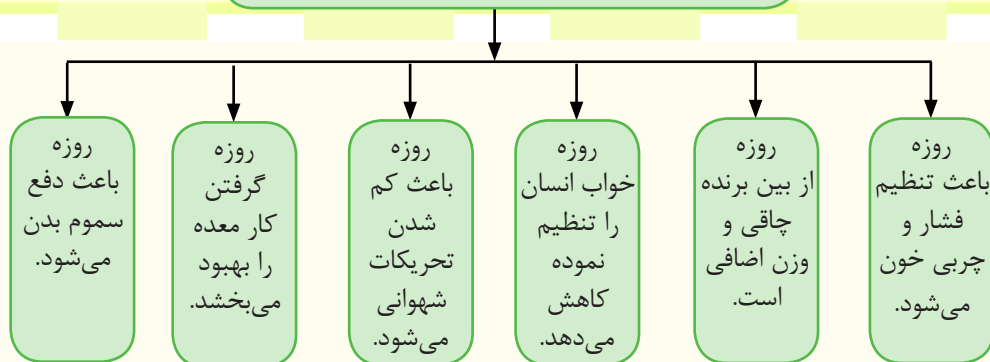 روزه
باعث تنظیم
فشار و
چربی خون
می‌شود.
روزه
از بین برنده
چاقی و
وزن اضافی
است.
روزه
خواب انسان
را تنظیم
نموده
کاهش
می‌دهد.
روزه
باعث کم
شدن
تحریکات
شهوانی
می‌شود.
روزه
گرفتن
کار معده
را بهبود
می‌بخشد.
روزه
باعث دفع
سموم بدن
می‌شود.